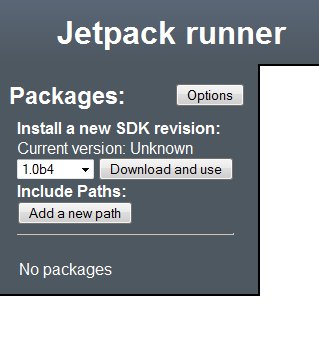 Jetpack runner
Packages:
Options
Install a new SDK revision:
Current version: Unknown
1.0b4
Download and use
Include Paths:
Add a new path
No packages